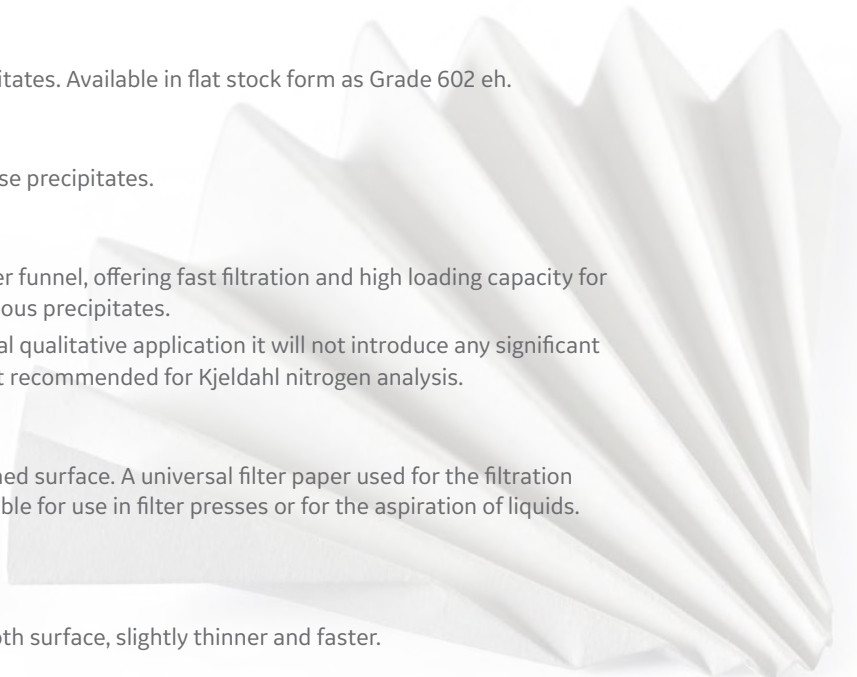 itates. Available in flat stock form as Grade 602 eh.
se precipitates.
er funnel, offering fast filtration and high loading capacity for
ous precipitates.
al qualitative application it will not introduce any significant
t recommended for Kjeldahl nitrogen analysis.
ned surface. A universal filter paper used for the filtration
ble for use in filter presses or for the aspiration of liquids.
oth surface, slightly thinner and faster.